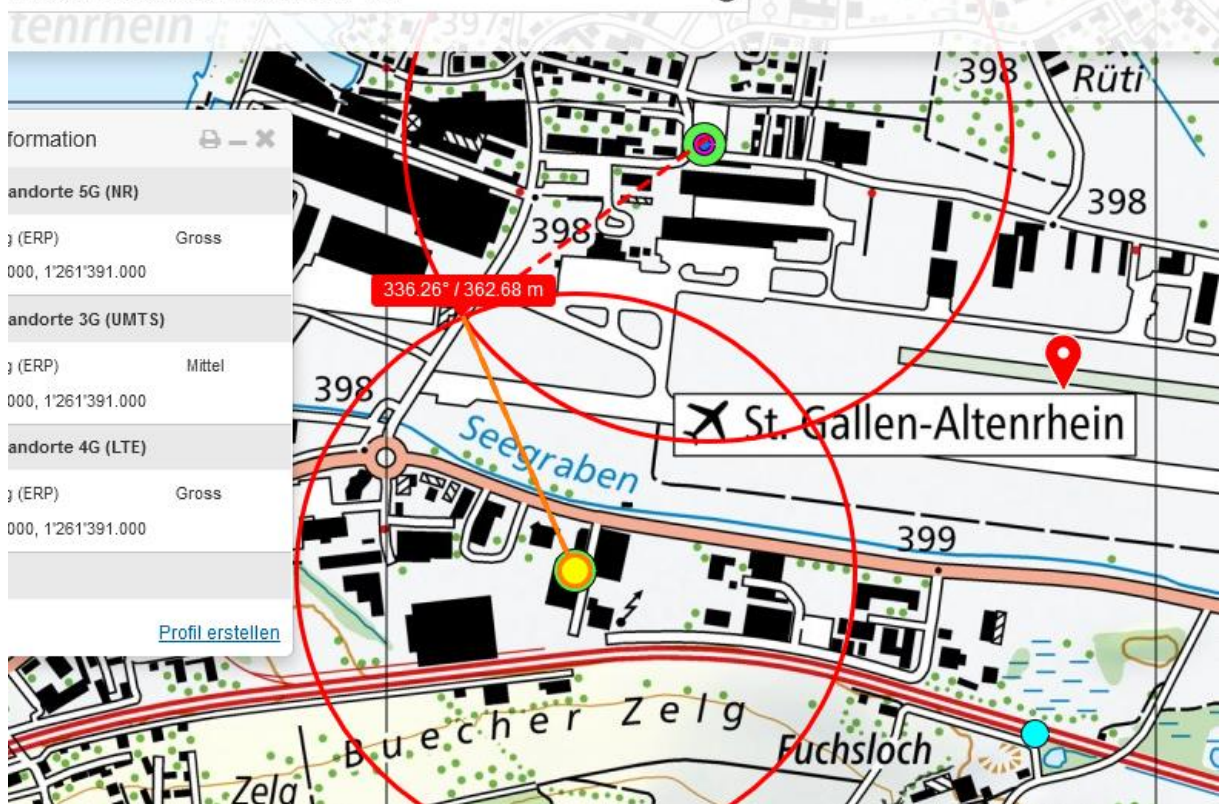 tenrhein
397
398
Rüti
formation
andorte 5G (NR)
g (ERP) Gross
000, 1'261'391.000
andorte 3G (UMTS)
g (ERP) Mittel
000, 1'261'391.000
andorte 4G (LTE)
g (ERP) Gross
000, 1'261'391.000
Profil erstellen
398
398
336.26° / 362.68 m
398
St. Gallen-Altenrhein
Seegraben
399
Buecher Zelg
Fuchsloch
Zelg